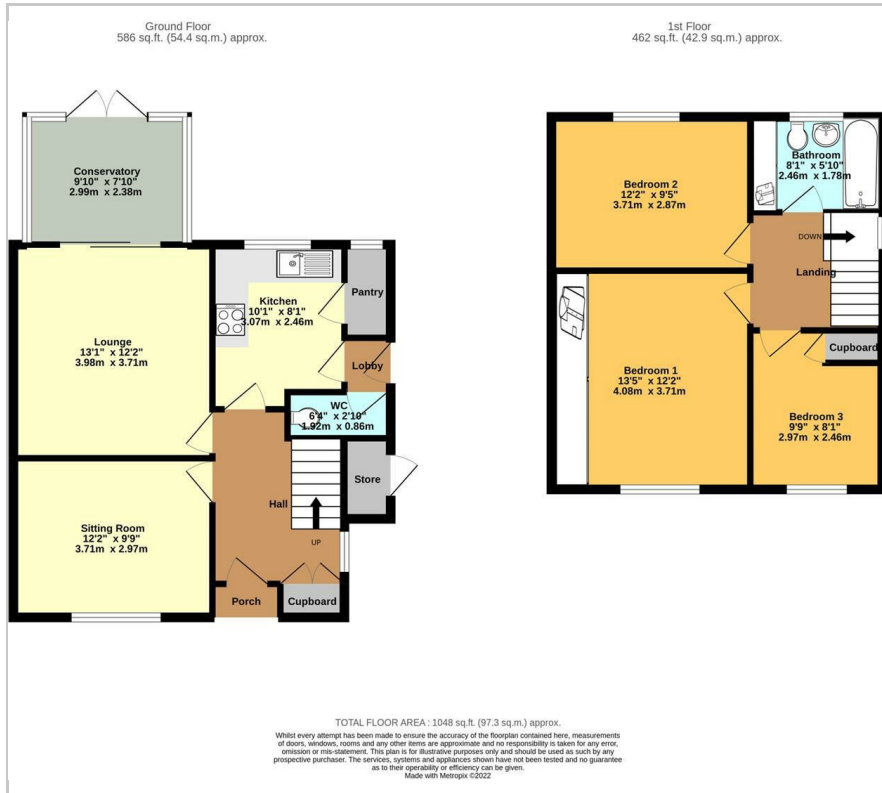 Ground Floor
586 sq.ft. (54.4 sq.m.) approx.
Conservatory
9'10" x 7'10"
2.99m x 2.38m
Kitchen
10'1" x 8'1"
3.07m x 2.46m
Pantry
Lounge
13'1" x 12'2"
3.98m x 3.71m
Lobby
WC
6'4" x 2'10"
1.92m x 0.86m
Store
Hall
Sitting Room
12'2" x 9'9"
3.71m x 2.97m
UP
Porch
Cupboard
1st Floor
462 sq.ft. (42.9 sq.m.) approx.
Bedroom 2
12'2" x 9'5"
3.71m x 2.87m
Bathroom
8'1" x 5'10"
2.46m x 1.78m
DOWN
Landing
Bedroom 1
13'5" x 12'2"
4.08m x 3.71m
Cupboard
Bedroom 3
9'9" x 8'1"
2.97m x 2.46m
TOTAL FLOOR AREA : 1048 sq.ft. (97.3 sq.m.) approx.
Whilst every attempt has been made to ensure the accuracy of the floorplan contained here, measurements
of doors, windows, rooms and any other items are approximate and no responsibility is taken for any error,
omission or mis-statement. This plan is for illustrative purposes only and should be used as such by any
prospective purchaser. The services, systems and appliances shown have not been tested and no guarantee
as to their operability or efficiency can be given.
Made with Metropix ©2022